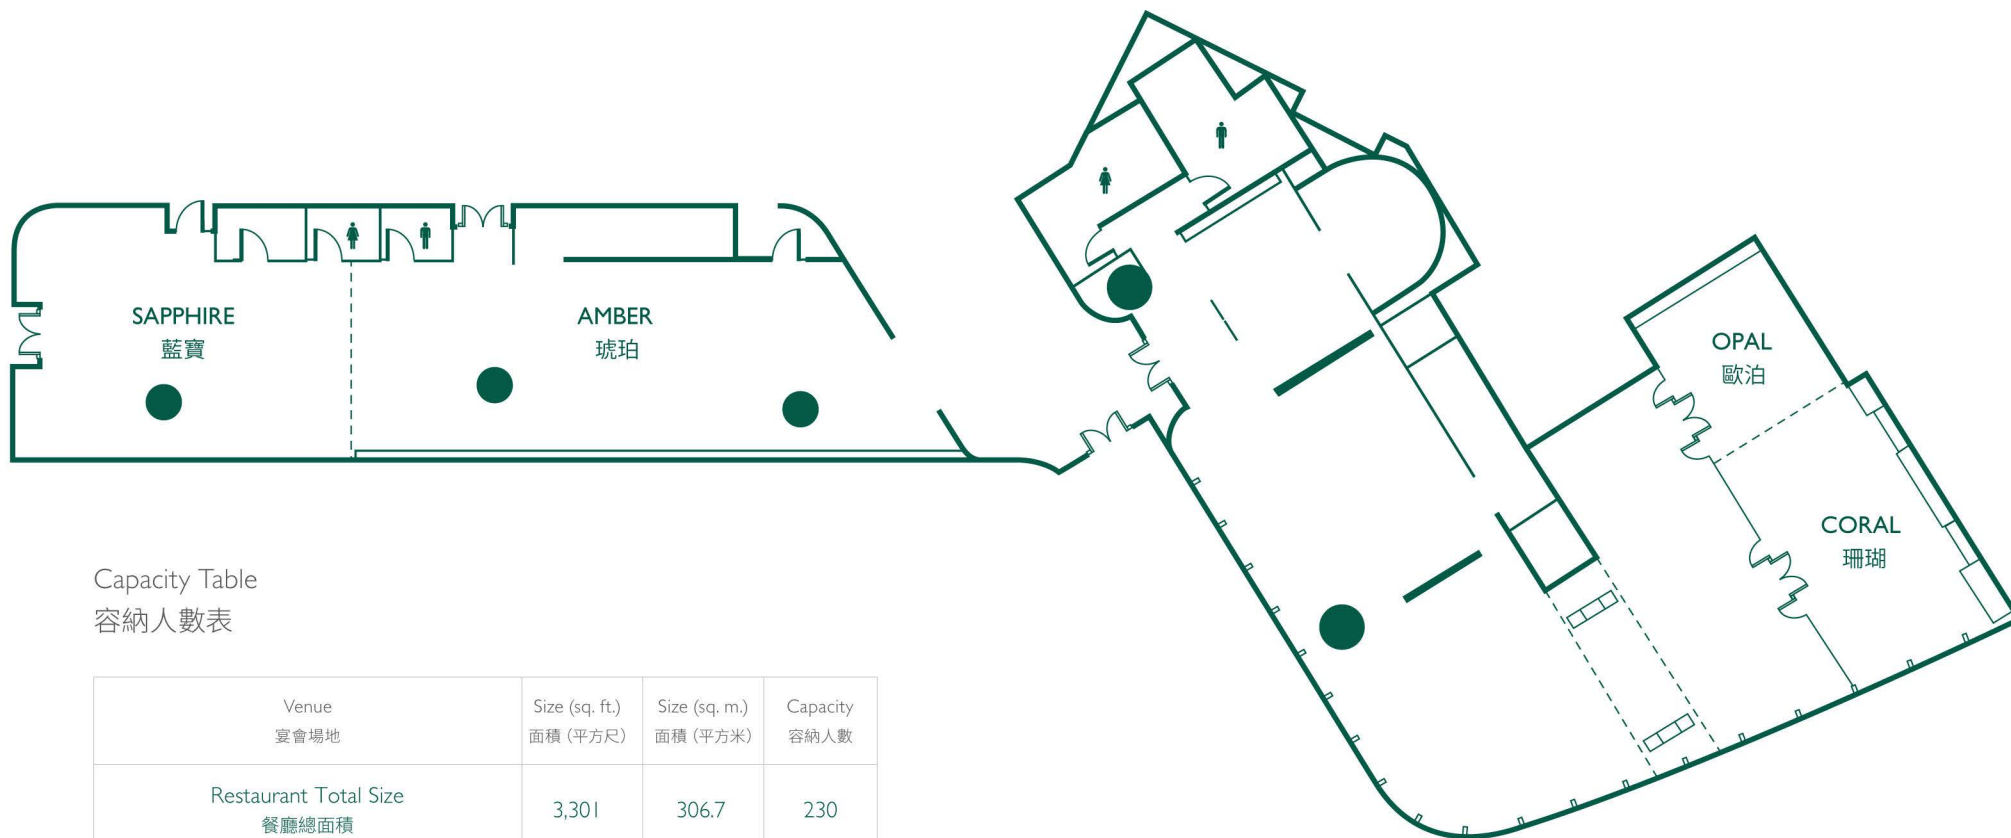 SAPPHIRE
藍寶
AMBER
琥珀
OPAL
歐泊
CORAL
珊瑚
Capacity Table
容納人數表
Venue
宴會場地
Size (sq. ft.)
面積 (平方尺)
Size (sq. m.)
面積 (平方米)
Capacity
容納人數
Restaurant Total Size
餐廳總面積
3,301
306.7
230